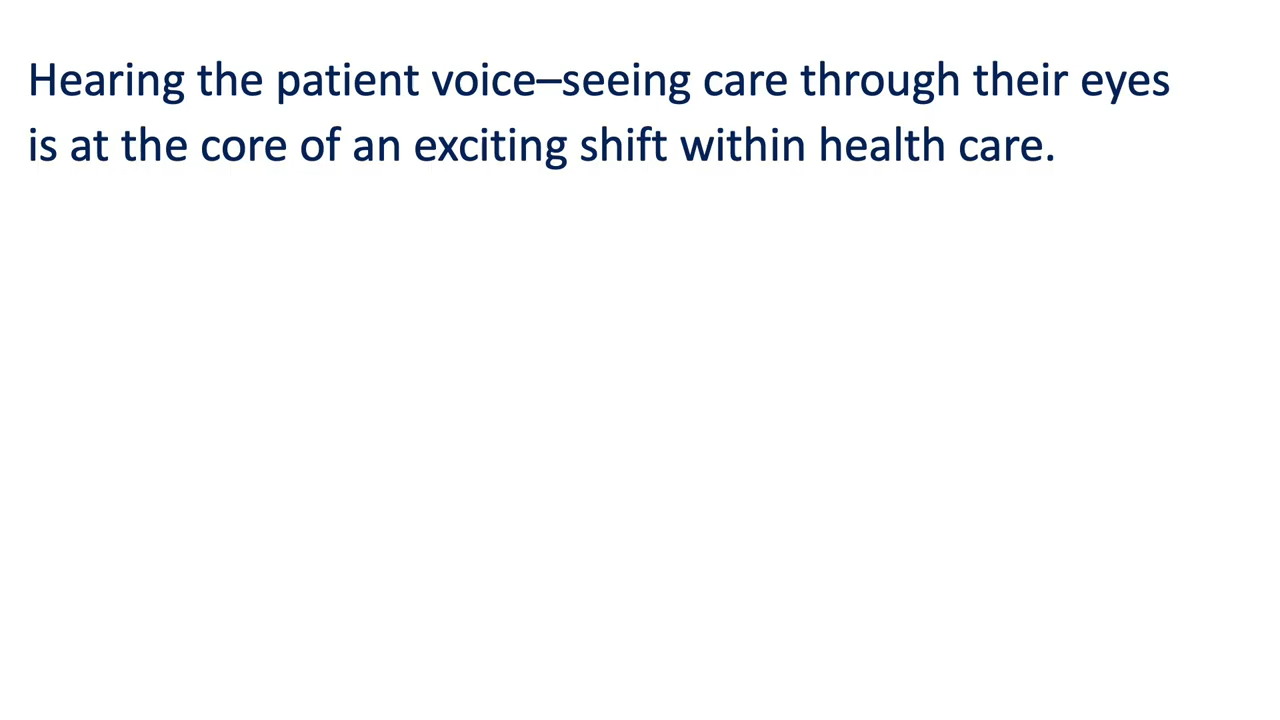 Hearing the patient voice–seeing care through their eyes
is at the core of an exciting shift within health care.